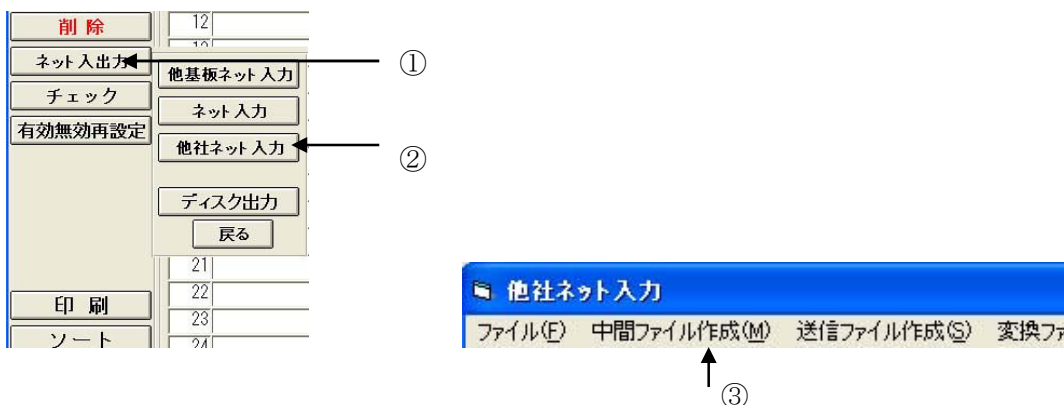 削 除
12
ネット入出力
①
他基板ネット入力
チェック
ネット入力
有効無効再設定
他社ネット入力
②
ディスク出力
戻る
21
22
印 刷
23
ソート
24
他社ネット入力
ファイル(F) 中間ファイル作成(M) 送信ファイル作成(S) 変換ファ
③